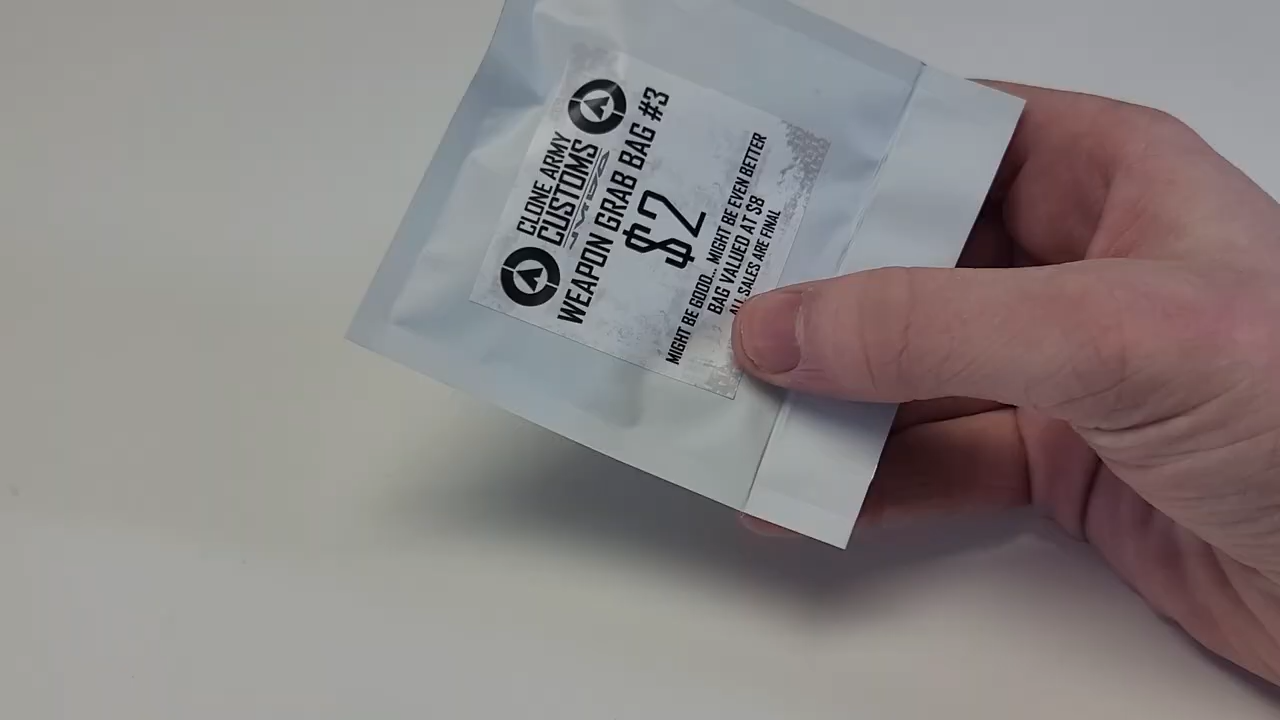 CLONE ARMY
CUSTOMS
WEAPON GRAB BAG #3
$2
MIGHT BE GOOD... MIGHT BE EVEN BETTER
BAG VALUED AT $8
ALL SALES ARE FINAL